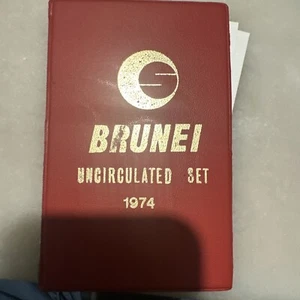 BRUNEI
UNCIRCULATED SET
1974